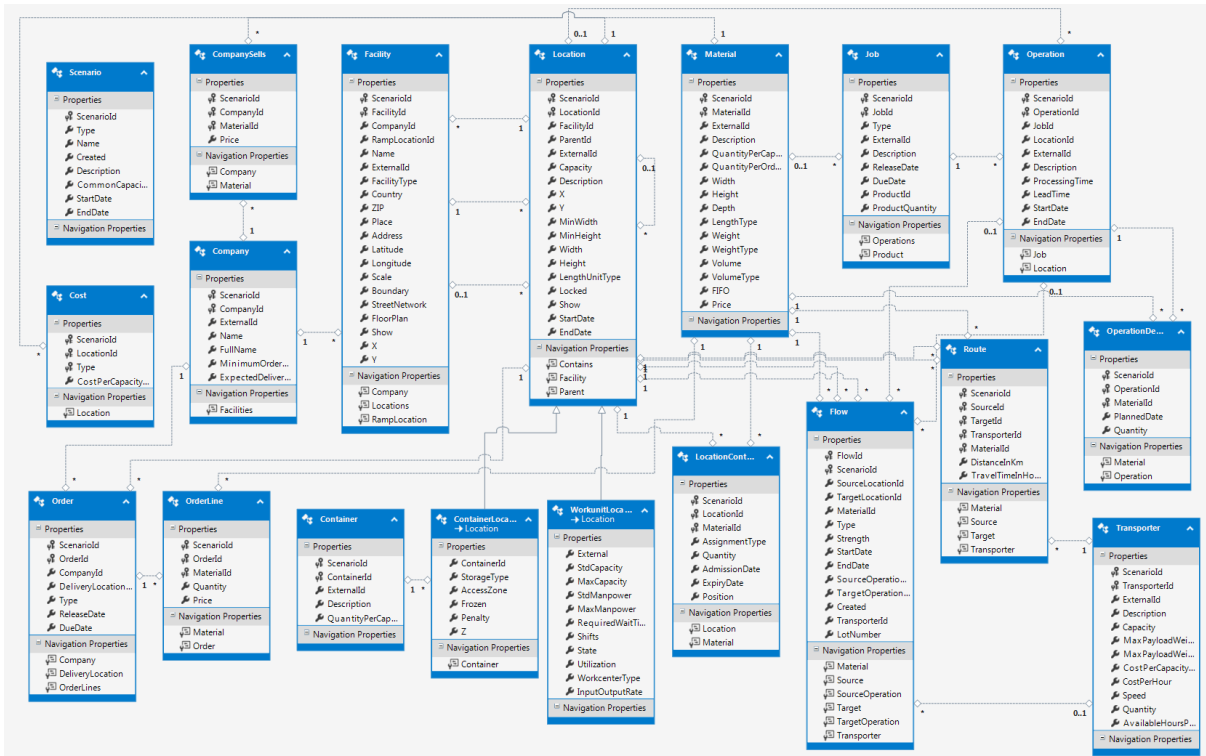 Scenario
Properties
ScenarioId
Type
Name
Created
Description
CommonCapaci...
StartDate
EndDate
Navigation Properties
CompanySells
Properties
ScenarioId
CompanyId
MaterialId
Price
Navigation Properties
Company
Material
Facility
Properties
ScenarioId
FacilityId
CompanyId
RampLocationId
Name
ExternalId
FacilityType
Country
ZIP
Place
Address
Latitude
Longitude
Scale
Boundary
StreetNetwork
FloorPlan
Show
X
Y
Navigation Properties
Company
Locations
RampLocation
Location
Properties
ScenarioId
LocationId
FacilityId
ParentId
ExternalId
Capacity
Description
X
Y
MinWidth
MinHeight
Width
Height
LengthUnitType
Locked
Show
StartDate
EndDate
Navigation Properties
Contains
Facility
Parent
Material
Properties
ScenarioId
MaterialId
ExternalId
Description
QuantityPerCap...
QuantityPerOrd...
Width
Height
Depth
LengthType
Weight
WeightType
Volume
VolumeType
FIFO
Price
Navigation Properties
Job
Properties
ScenarioId
JobId
Type
ExternalId
Description
ReleaseDate
DueDate
ProductId
ProductQuantity
Navigation Properties
Operations
Product
Operation
Properties
ScenarioId
OperationId
JobId
LocationId
ExternalId
Description
ProcessingTime
LeadTime
StartDate
EndDate
Navigation Properties
Job
Location
Cost
Properties
ScenarioId
LocationId
Type
CostPerCapacity...
Navigation Properties
Location
Company
Properties
ScenarioId
CompanyId
ExternalId
Name
FullName
MinimumOrder...
ExpectedDeliver...
Navigation Properties
Facilities
Route
Properties
ScenarioId
SourceId
TargetId
TransporterId
MaterialId
DistanceInKm
TravelTimeInHo...
Navigation Properties
Material
Source
Target
Transporter
OperationDe...
Properties
ScenarioId
OperationId
MaterialId
PlannedDate
Quantity
Navigation Properties
Material
Operation
Order
Properties
ScenarioId
OrderId
CompanyId
DeliveryLocation...
Type
ReleaseDate
DueDate
Navigation Properties
Company
DeliveryLocation
OrderLines
OrderLine
Properties
ScenarioId
OrderId
MaterialId
Quantity
Price
Navigation Properties
Material
Order
Container
Properties
ScenarioId
ContainerId
ExternalId
Description
QuantityPerCap...
Navigation Properties
ContainerLoca...
Location
Properties
ContainerId
StorageType
AccessZone
Frozen
Penalty
Z
Navigation Properties
Container
WorkunitLoca...
Location
Properties
External
StdCapacity
MaxCapacity
StdManpower
MaxManpower
RequiredWaitTi...
Shifts
State
Utilization
WorkcenterType
InputOutputRate
Navigation Properties
LocationCont...
Properties
ScenarioId
LocationId
MaterialId
AssignmentType
Quantity
AdmissionDate
ExpiryDate
Position
Navigation Properties
Location
Material
Flow
Properties
FlowId
ScenarioId
SourceLocationId
TargetLocationId
MaterialId
Type
Strength
StartDate
EndDate
SourceOperatio...
TargetOperation...
Created
TransporterId
LotNumber
Navigation Properties
Material
Source
SourceOperation
Target
TargetOperation
Transporter
Transporter
Properties
ScenarioId
TransporterId
ExternalId
Description
Capacity
MaxPayloadWei...
MaxPayloadWei...
CostPerCapacity...
CostPerHour
Speed
Quantity
AvailableHoursP...
Navigation Properties